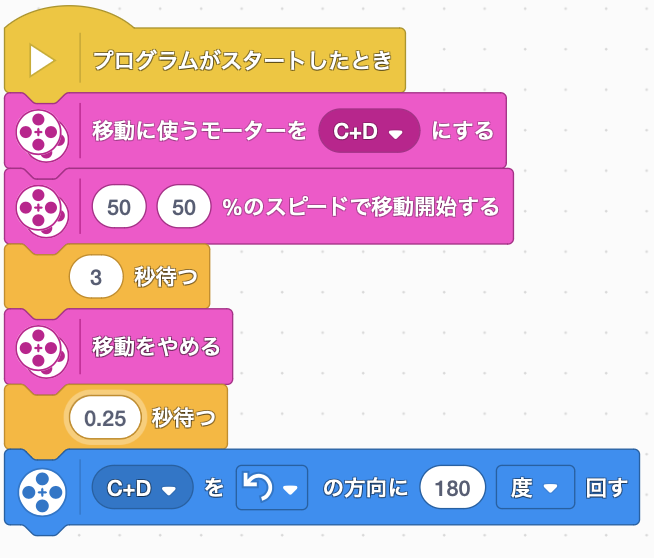 プログラムがスタートしたとき
移動に使うモーターを C+D にする
50 50 %のスピードで移動開始する
3 秒待つ
移動をやめる
0.25 秒待つ
C+D を の方向に 180 度 回す